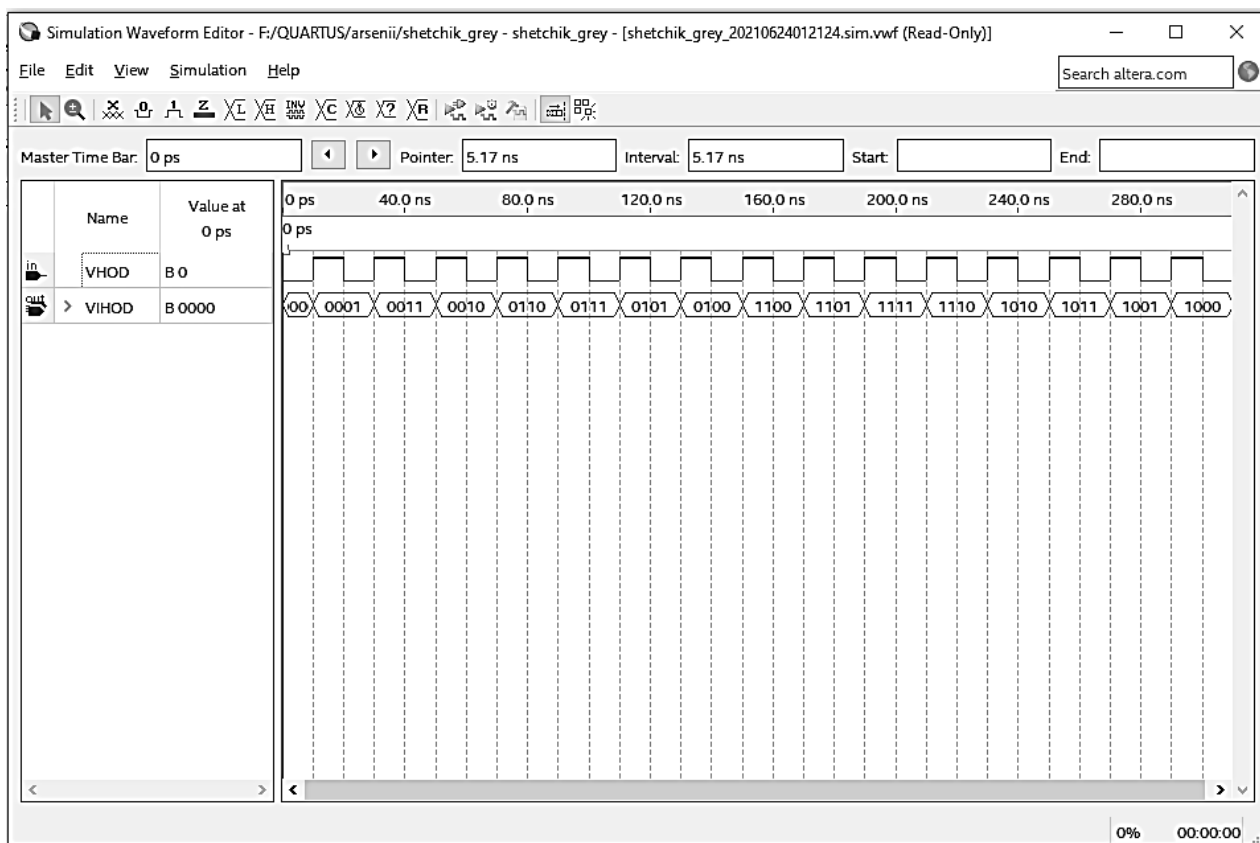 Simulation Waveform Editor - F:/QUARTUS/arsenii/shetchik_grey - shetchik_grey - [shetchik_grey_20210624012124.sim.vwf (Read-Only)]
File Edit View Simulation Help
Search altera.com
Master Time Bar: 0 ps Pointer: 5.17 ns Interval: 5.17 ns Start: End:
Name Value at 0 ps
0 ps 40.0 ns 80.0 ns 120.0 ns 160.0 ns 200.0 ns 240.0 ns 280.0 ns
0 ps
in VHOD B 0
out > VIHOD B 0000 00 0001 0011 0010 0110 0111 0101 0100 1100 1101 1111 1110 1010 1011 1001 1000
0% 00:00:00